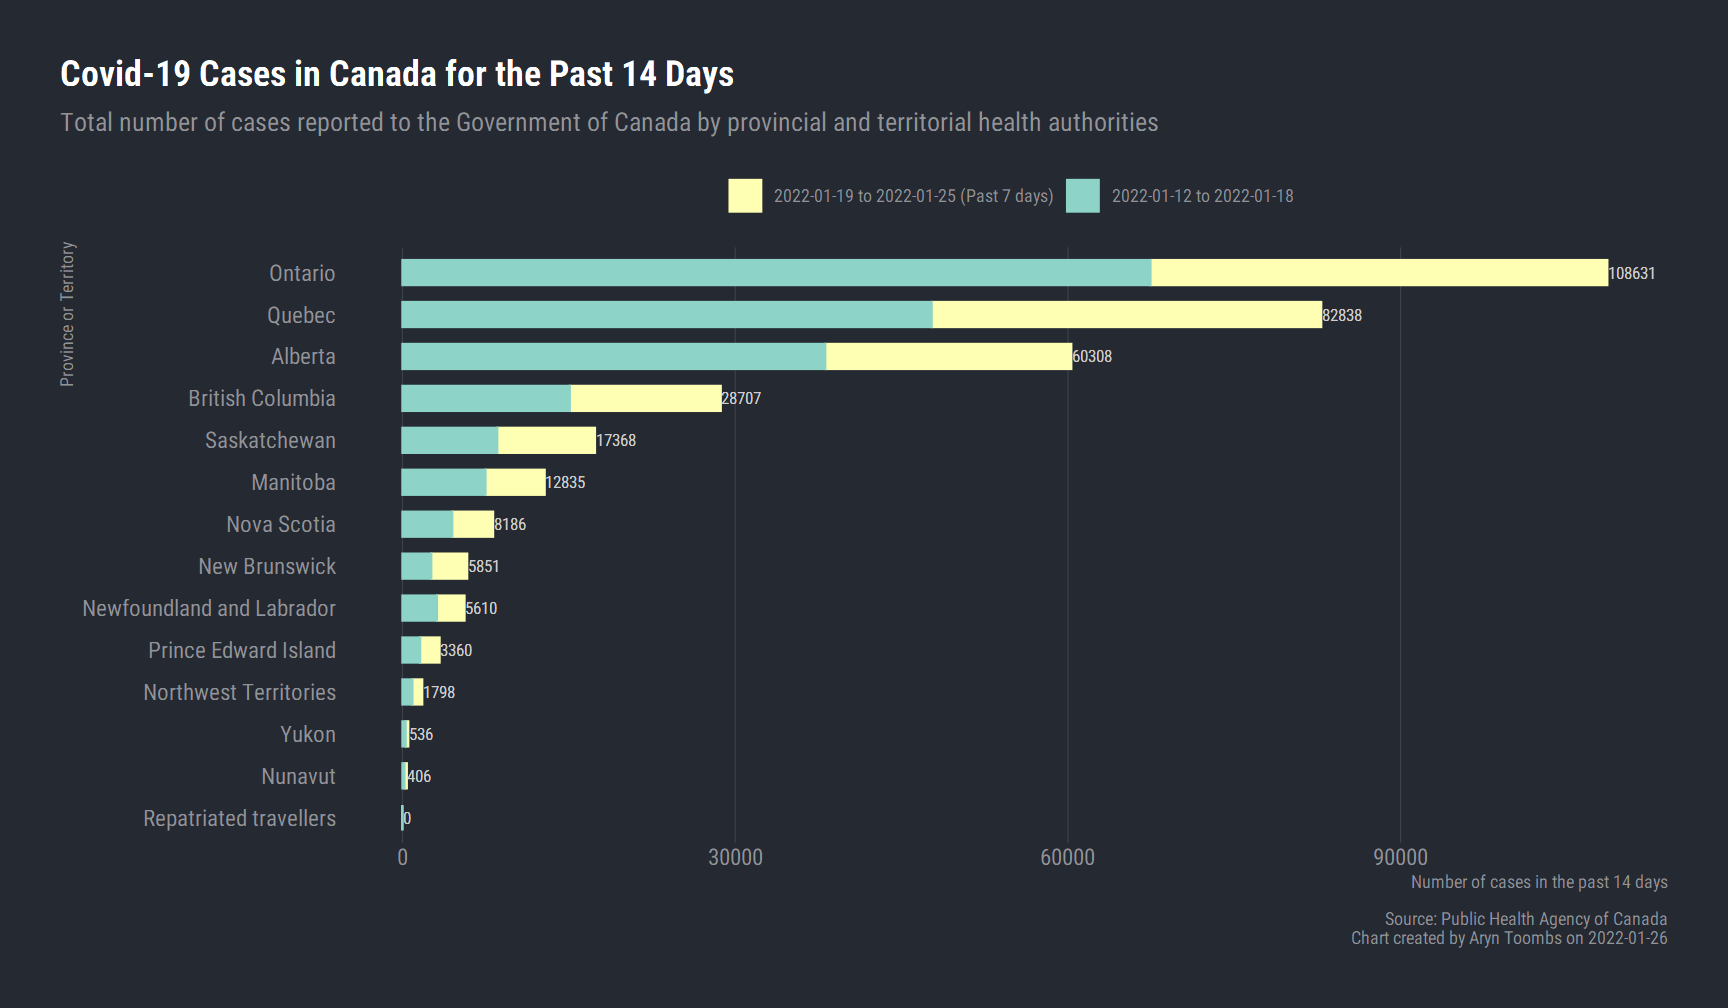 Covid-19 Cases in Canada for the Past 14 Days
Total number of cases reported to the Government of Canada by provincial and territorial health authorities
2022-01-19 to 2022-01-25 (Past 7 days) 2022-01-12 to 2022-01-18
Province or Territory
Ontario 108631
Quebec 82838
Alberta 60308
British Columbia 28707
Saskatchewan 17368
Manitoba 12835
Nova Scotia 8186
New Brunswick 5851
Newfoundland and Labrador 5610
Prince Edward Island 3360
Northwest Territories 1798
Yukon 536
Nunavut 406
Repatriated travellers 0
0 30000 60000 90000
Number of cases in the past 14 days
Source: Public Health Agency of Canada
Chart created by Aryn Toombs on 2022-01-26